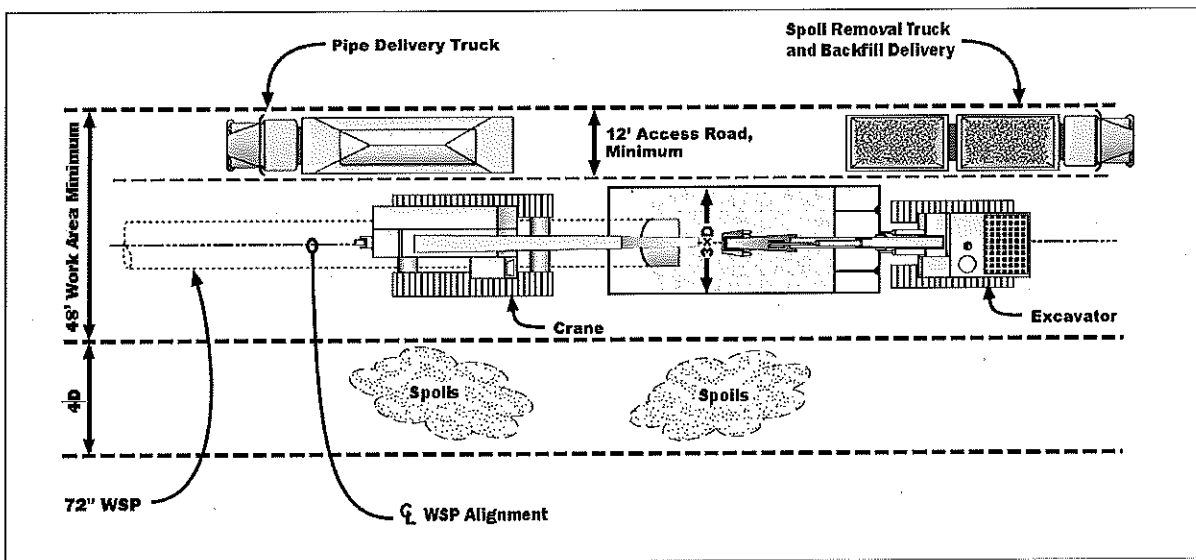 Pipe Delivery Truck
Spoil Removal Truck
and Backfill Delivery
12' Access Road,
Minimum
48' Work Area Minimum
3×D
Crane
Excavator
4D
Spoils
Spoils
72" WSP
℄ WSP Alignment